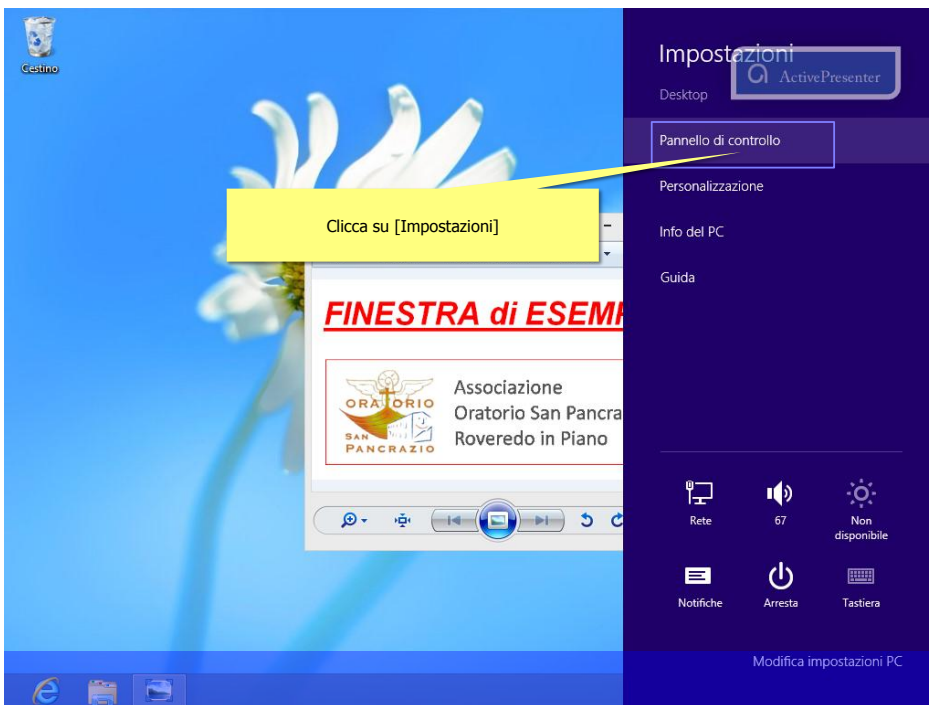 Cestino
Impostazioni
ActivePresenter
Desktop
Pannello di controllo
Personalizzazione
Info del PC
Guida
Clicca su [Impostazioni]
FINESTRA di ESEM
Associazione
Oratorio San Pancra
Roveredo in Piano
ORATORIO
SAN
PANCRAZIO
Rete
67
Non
disponibile
Notifiche
Arresta
Tastiera
Modifica impostazioni PC